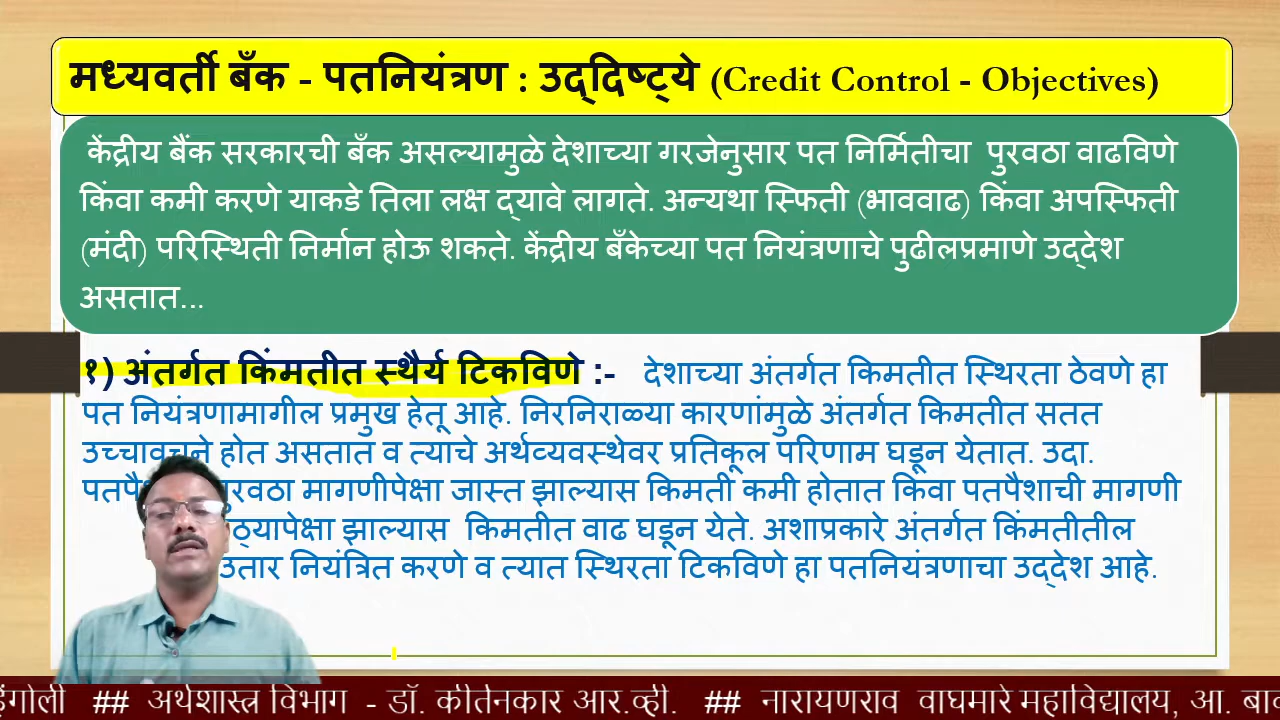 मध्यवर्ती बँक - पतनियंत्रण : उद्दिष्ट्ये (Credit Control - Objectives)
केंद्रीय बैंक सरकारची बँक असल्यामुळे देशाच्या गरजेनुसार पत निर्मितीचा पुरवठा वाढविणे
किंवा कमी करणे याकडे तिला लक्ष द्यावे लागते. अन्यथा स्फिती (भाववाढ) किंवा अपस्फिती
(मंदी) परिस्थिती निर्मान होऊ शकते. केंद्रीय बँकेच्या पत नियंत्रणाचे पुढीलप्रमाणे उद्देश
असतात...
१) अंतर्गत किंमतीत स्थैर्य टिकविणे :- देशाच्या अंतर्गत किमतीत स्थिरता ठेवणे हा
पत नियंत्रणामागील प्रमुख हेतू आहे. निरनिराळ्या कारणांमुळे अंतर्गत किमतीत सतत
उच्चावचने होत असतात व त्याचे अर्थव्यवस्थेवर प्रतिकूल परिणाम घडून येतात. उदा.
मागणीपेक्षा जास्त झाल्यास किमती कमी होतात किंवा पतपैशाची मागणी
झाल्यास किमतीत वाढ घडून येते. अशाप्रकारे अंतर्गत किंमतीतील
नियंत्रित करणे व त्यात स्थिरता टिकविणे हा पतनियंत्रणाचा उद्देश आहे.
## अर्थशास्त्र विभाग - डॉ. कीर्तनकार आर.व्ही. ## नारायणराव वाघमारे महाविद्यालय, आ.